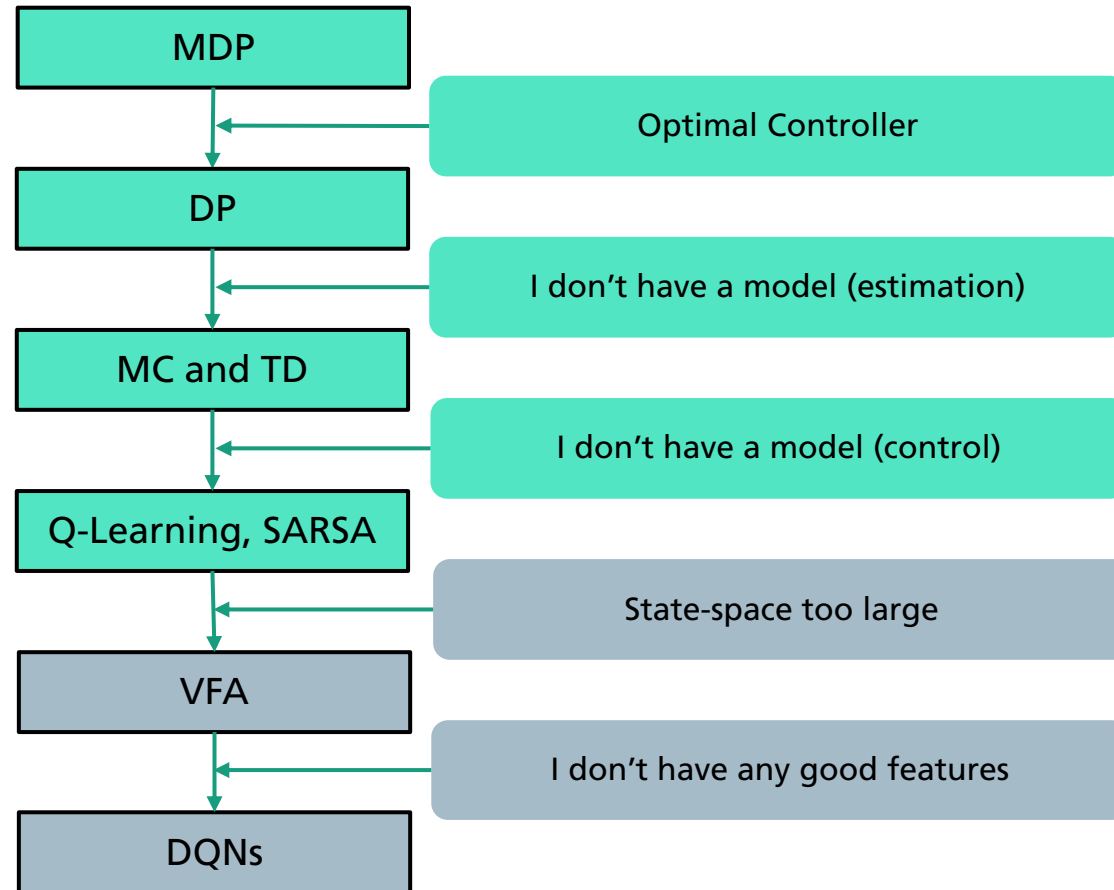 MDP
Optimal Controller
DP
I don’t have a model (estimation)
MC and TD
I don’t have a model (control)
Q-Learning, SARSA
State-space too large
VFA
I don’t have any good features
DQNs